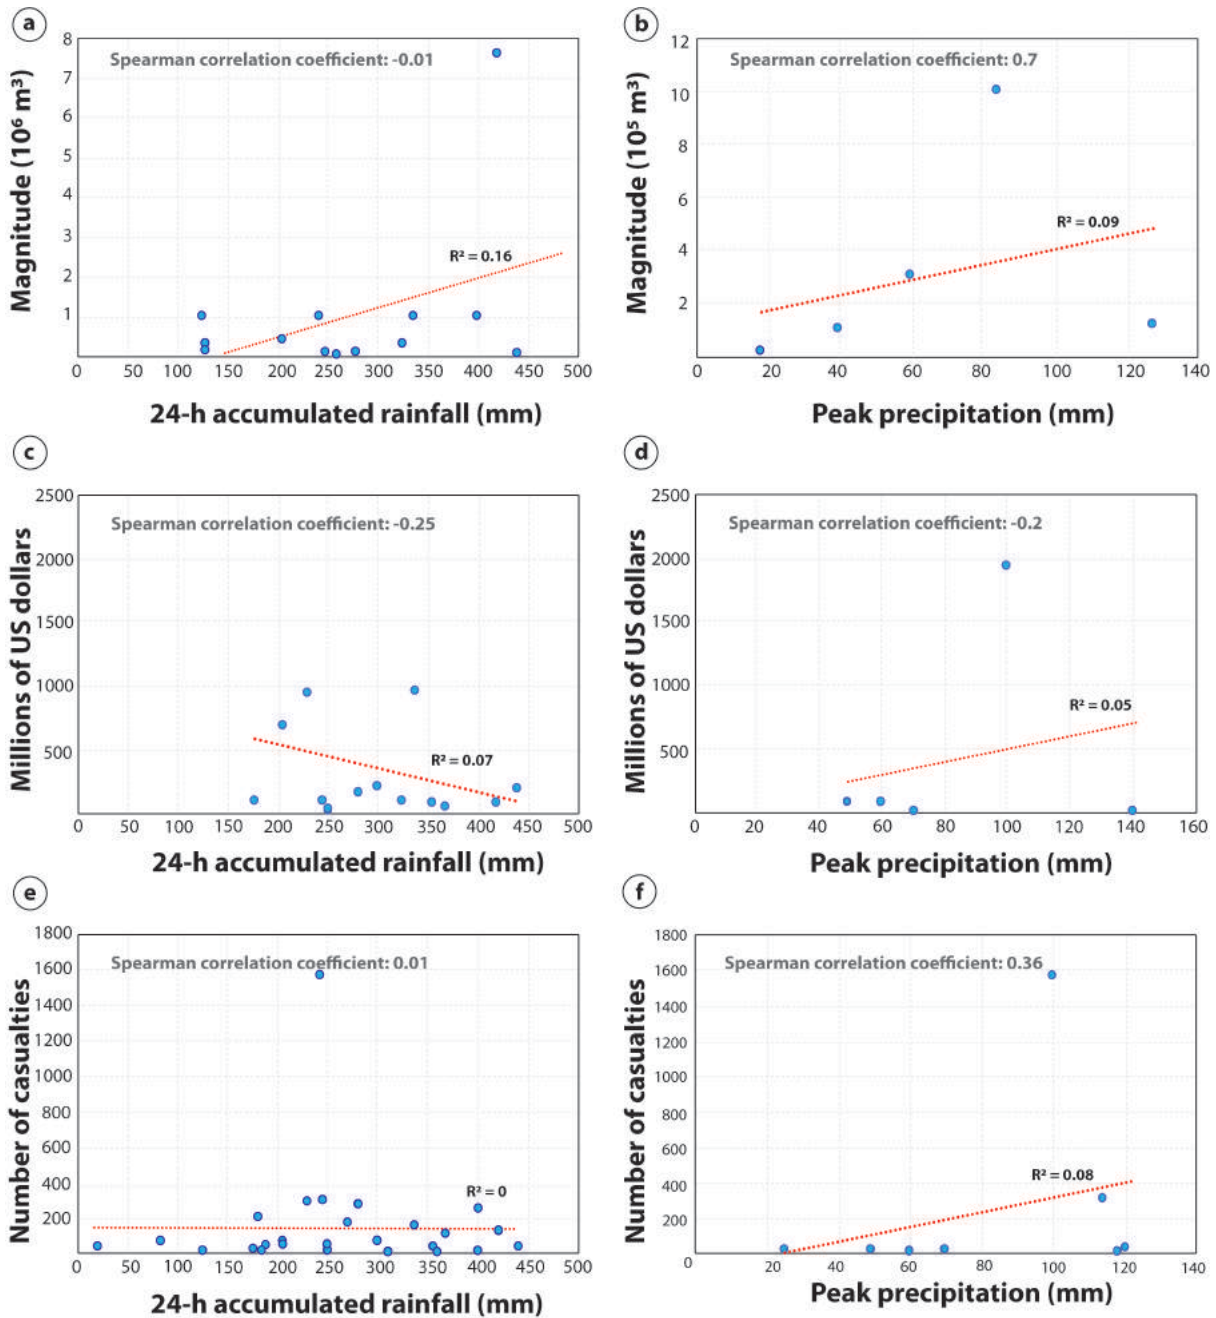 a
Spearman correlation coefficient: -0.01
Magnitude (10⁶ m³)
8
7
6
5
4
3
2
1
R² = 0.16
0 50 100 150 200 250 300 350 400 450 500
24-h accumulated rainfall (mm)
b
Spearman correlation coefficient: 0.7
Magnitude (10⁵ m³)
12
10
8
6
4
2
R² = 0.09
0 20 40 60 80 100 120 140
Peak precipitation (mm)
c
Spearman correlation coefficient: -0.25
Millions of US dollars
2500
2000
1500
1000
500
R² = 0.07
0 50 100 150 200 250 300 350 400 450 500
24-h accumulated rainfall (mm)
d
Spearman correlation coefficient: -0.2
Millions of US dollars
2500
2000
1500
1000
500
R² = 0.05
0 20 40 60 80 100 120 140 160
Peak precipitation (mm)
e
Spearman correlation coefficient: 0.01
Number of casualties
1800
1600
1400
1200
1000
800
600
400
200
R² = 0
0 50 100 150 200 250 300 350 400 450 500
24-h accumulated rainfall (mm)
f
Spearman correlation coefficient: 0.36
Number of casualties
1800
1600
1400
1200
1000
800
600
400
200
R² = 0.08
0 20 40 60 80 100 120 140
Peak precipitation (mm)